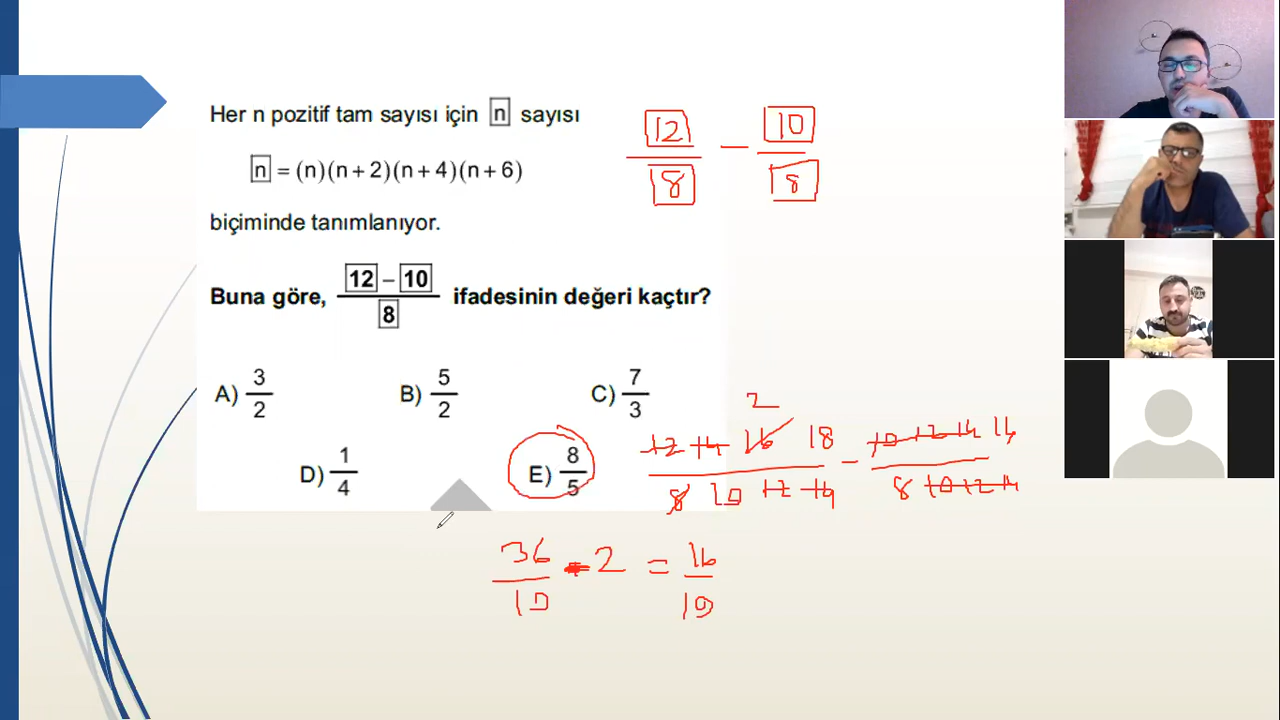 Her n pozitif tam sayısı için n sayısı
n = (n)(n + 2)(n + 4)(n + 6)
biçiminde tanımlanıyor.
Buna göre, 12 – 10 / 8 ifadesinin değeri kaçtır?
A) 3/2 B) 5/2 C) 7/3
D) 1/4 E) 8/5
12/8 – 10/8
2
12 14 16 18 – 10 12 14 16
8 10 12 14 8 10 12 14
36/10 - 2 = 16/10